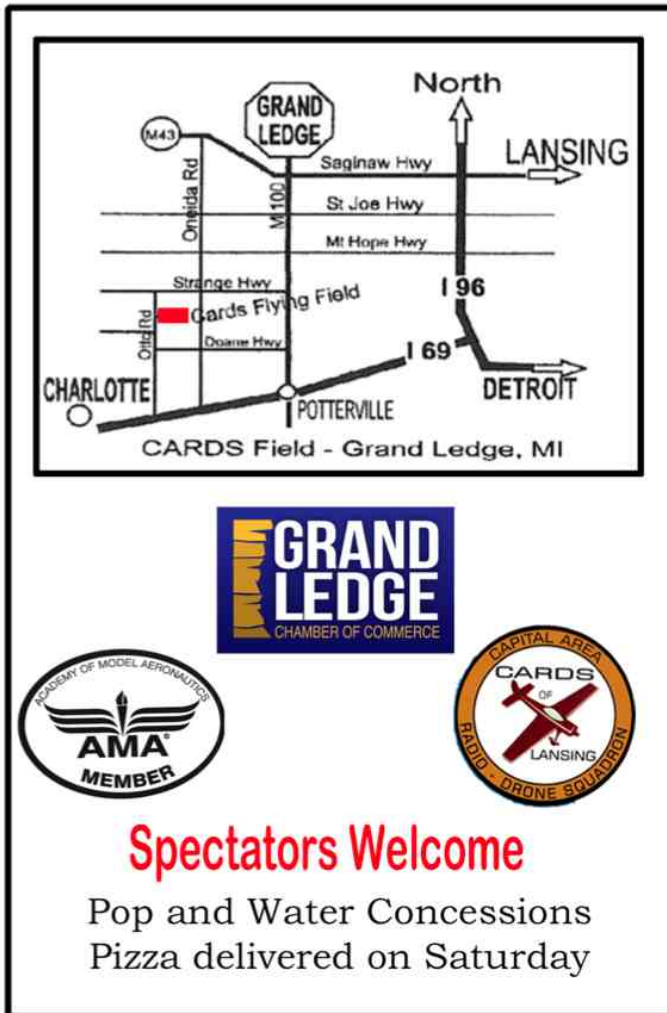 North
GRAND
LEDGE
M43
LANSING
Saginaw Hwy
Oneida Rd
M 100
St Joe Hwy
Mt Hope Hwy
Strange Hwy
I 96
Cards Flying Field
Otto Rd
Doane Hwy
I 69
CHARLOTTE
DETROIT
POTTERVILLE
CARDS Field - Grand Ledge, MI
GRAND
LEDGE
CHAMBER OF COMMERCE
ACADEMY OF MODEL AERONAUTICS
AMA
MEMBER
CAPITAL AREA
CARDS
OF
LANSING
RADIO - DRONE SQUADRON
Spectators Welcome
Pop and Water Concessions
Pizza delivered on Saturday